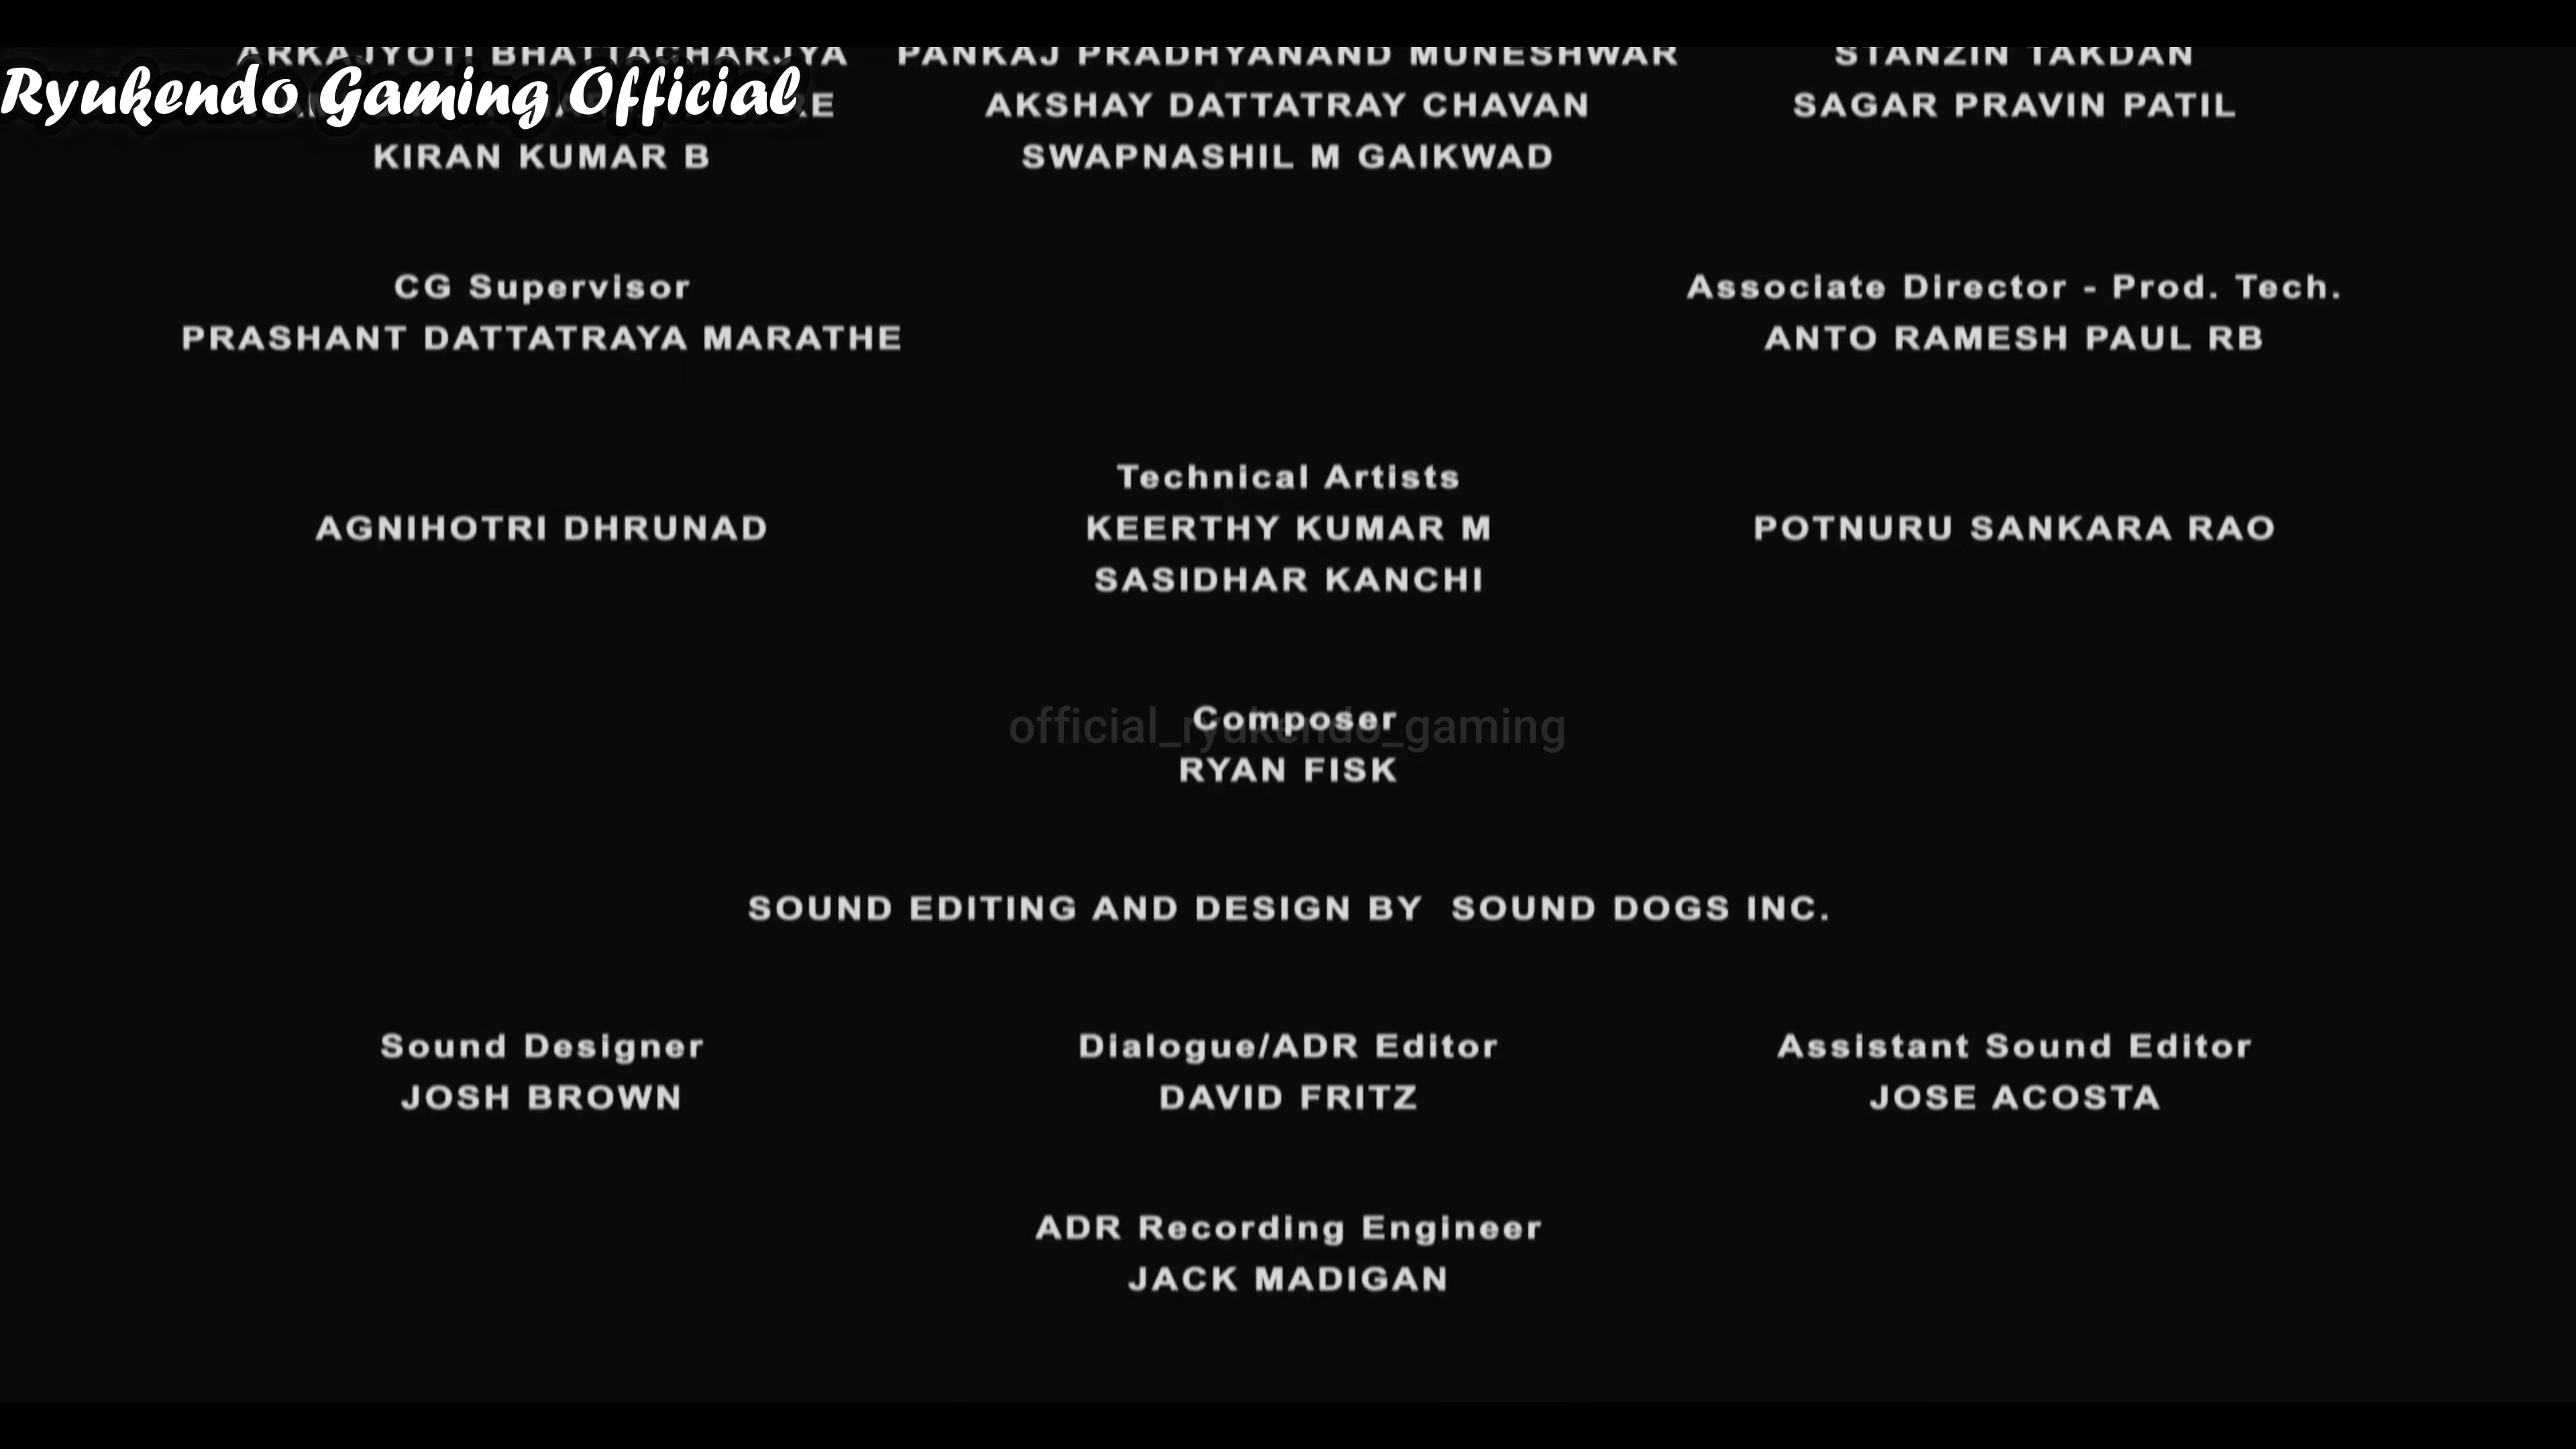 ARKAJYOTI BHATTACHARJYA PANKAJ PRADHYANAND MUNESHWAR STANZIN TAKDAN
Ryukendo Gaming Official
AKSHAY DATTATRAY CHAVAN SAGAR PRAVIN PATIL
KIRAN KUMAR B SWAPNASHIL M GAIKWAD
CG Supervisor Associate Director - Prod. Tech.
PRASHANT DATTATRAYA MARATHE ANTO RAMESH PAUL RB
Technical Artists
AGNIHOTRI DHRUNAD KEERTHY KUMAR M POTNURU SANKARA RAO
SASIDHAR KANCHI
Composer
official_ryukendo_gaming
RYAN FISK
SOUND EDITING AND DESIGN BY SOUND DOGS INC.
Sound Designer Dialogue/ADR Editor Assistant Sound Editor
JOSH BROWN DAVID FRITZ JOSE ACOSTA
ADR Recording Engineer
JACK MADIGAN